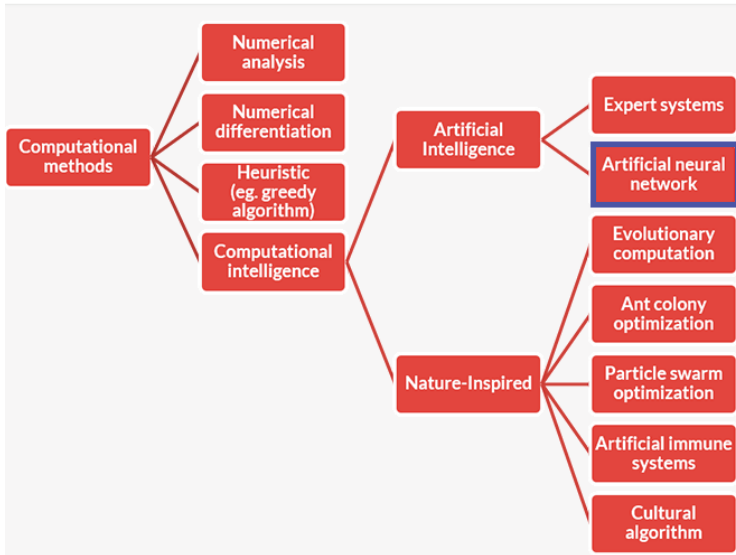 Computational
methods
Numerical
analysis
Numerical
differentiation
Heuristic
(eg. greedy
algorithm)
Computational
intelligence
Artificial
Intelligence
Nature-Inspired
Expert systems
Artificial neural
network
Evolutionary
computation
Ant colony
optimization
Particle swarm
optimization
Artificial immune
systems
Cultural
algorithm